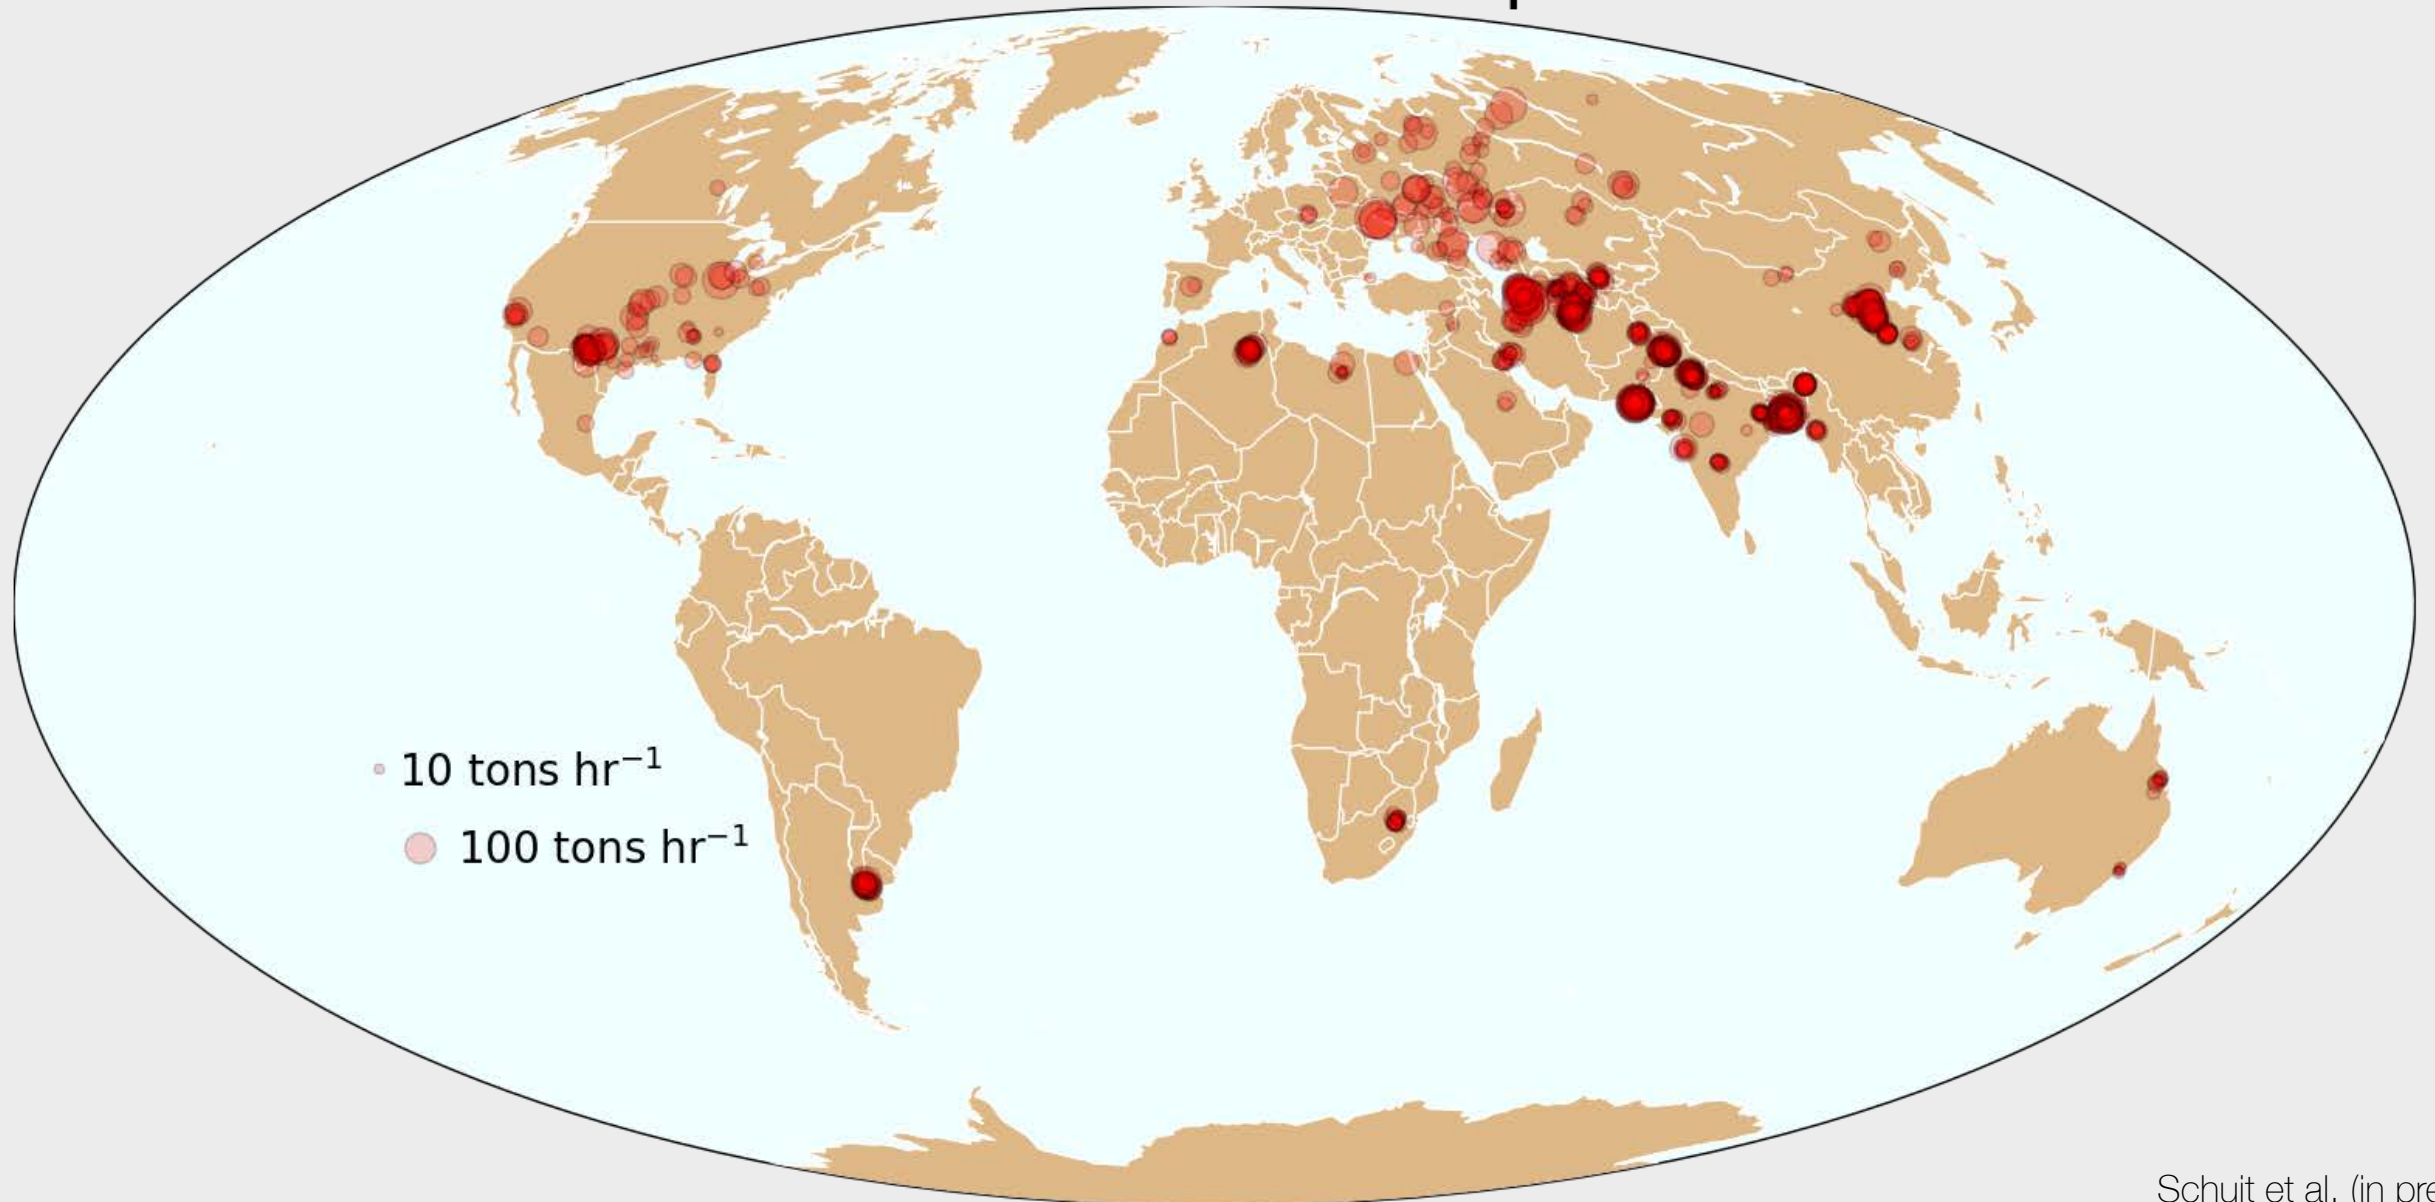 10 tons hr⁻¹
100 tons hr⁻¹
Schuit et al. (in pre